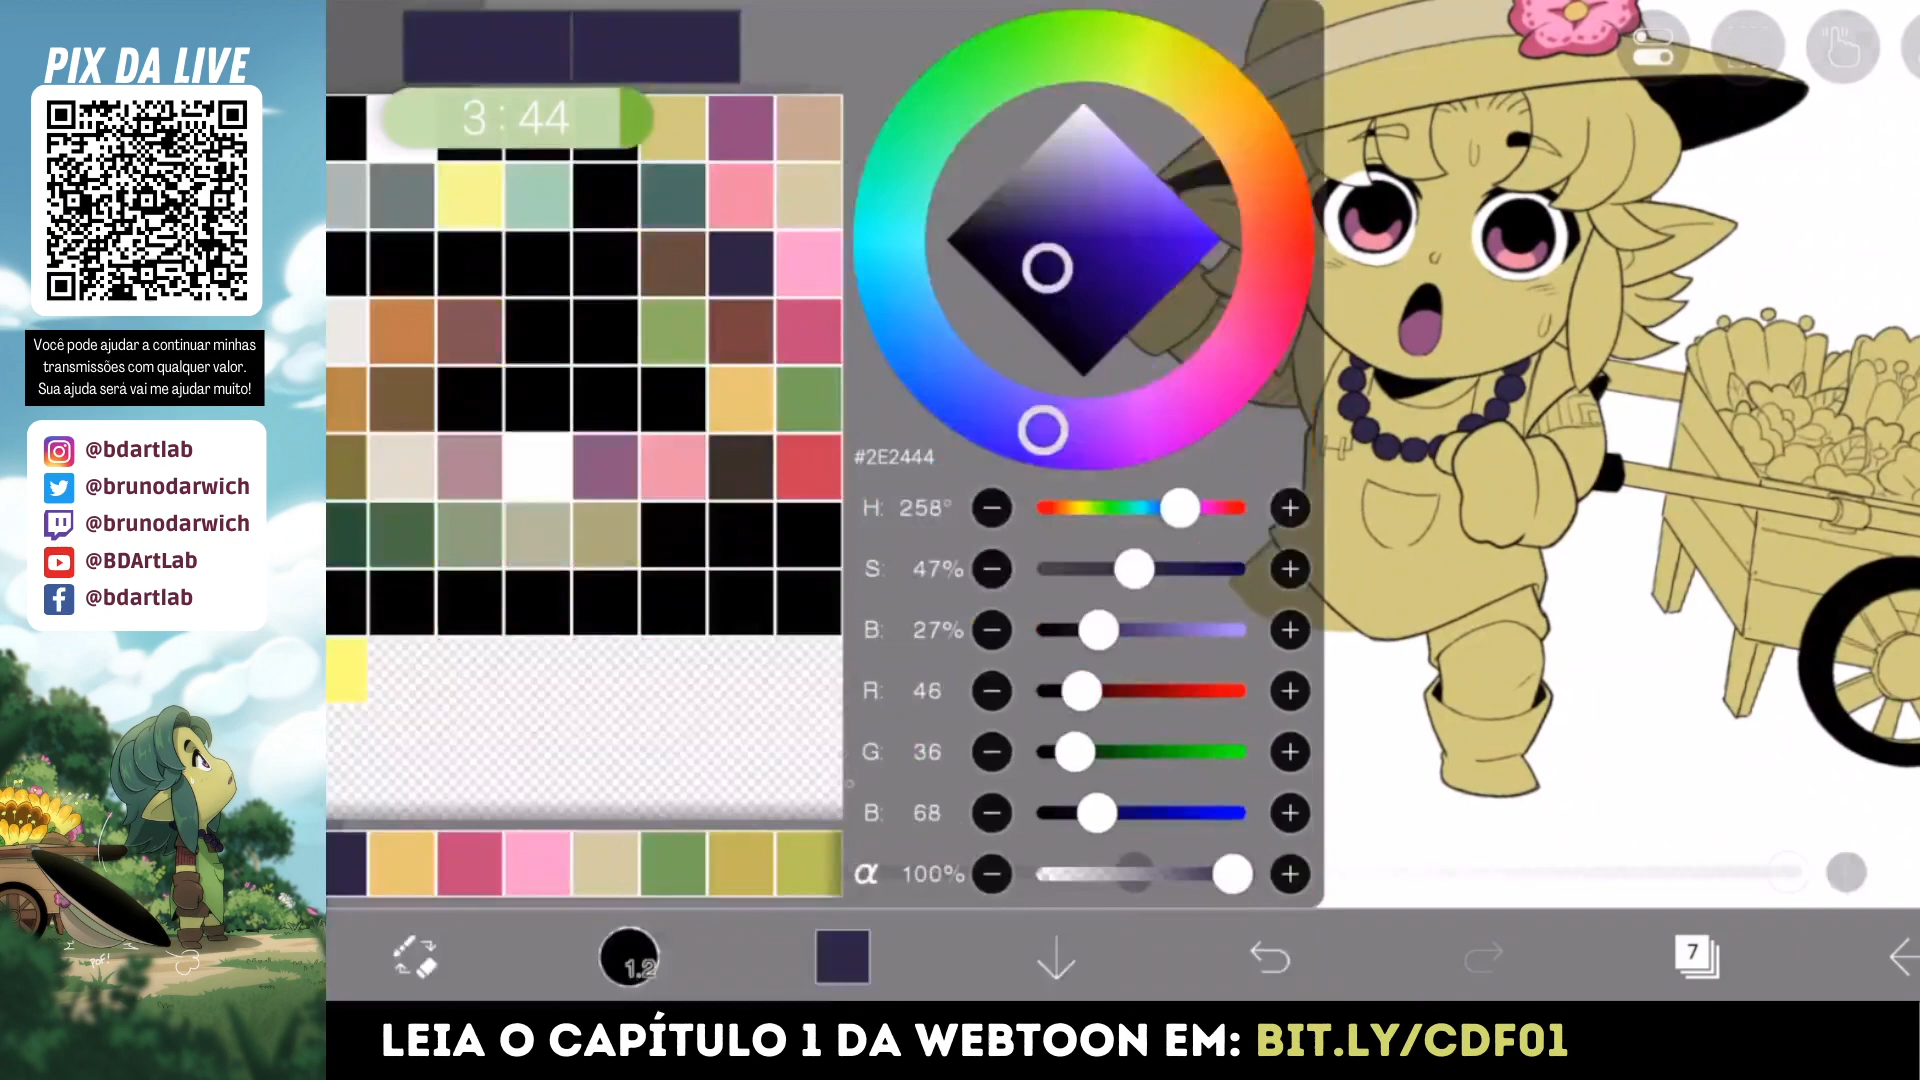 PIX DA LIVE
Você pode ajudar a continuar minhas
transmissões com qualquer valor.
Sua ajuda será vai me ajudar muito!
@bdartlab
@brunodarwich
@brunodarwich
@BDArtLab
@bdartlab
POF!
3:44
#2E2444
H: 258°
S: 47%
B: 27%
R: 46
G: 36
B: 68
α 100%
1.2
7
LEIA O CAPÍTULO 1 DA WEBTOON EM: BIT.LY/CDF01